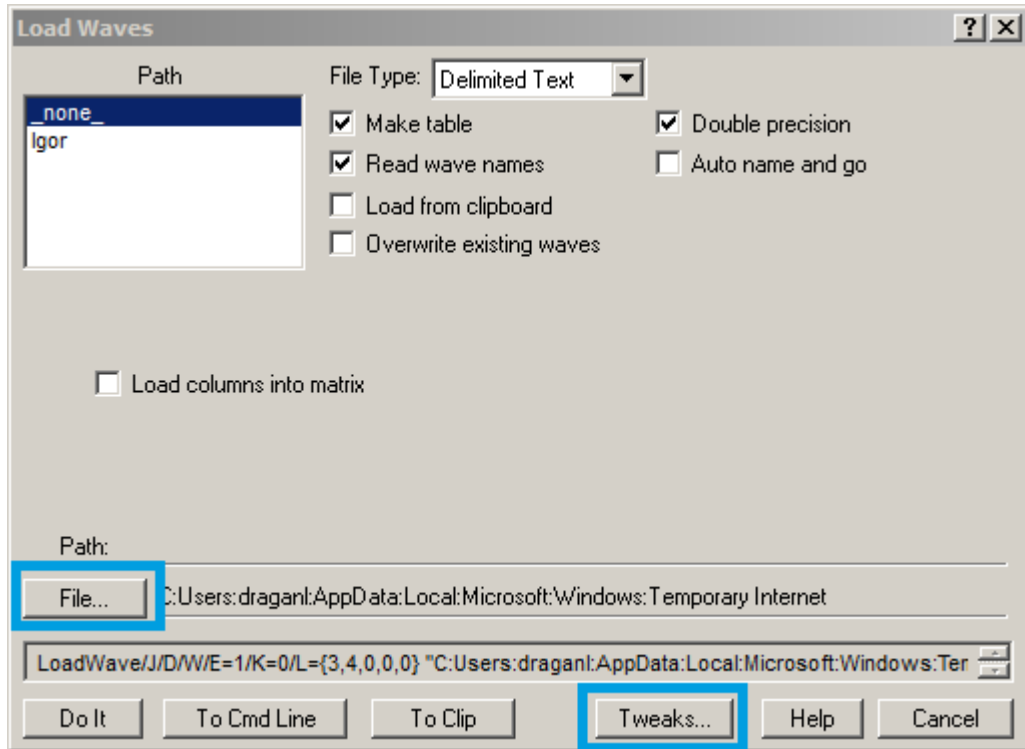 Load Waves
Path
File Type: Delimited Text
_none_
Igor
Make table
Double precision
Read wave names
Auto name and go
Load from clipboard
Overwrite existing waves
Load columns into matrix
Path:
File... C:Users:draganl:AppData:Local:Microsoft:Windows:Temporary Internet
LoadWave/J/D/W/E=1/K=0/L={3,4,0,0,0} "C:Users:draganl:AppData:Local:Microsoft:Windows:Ter
Do It To Cmd Line To Clip Tweaks... Help Cancel